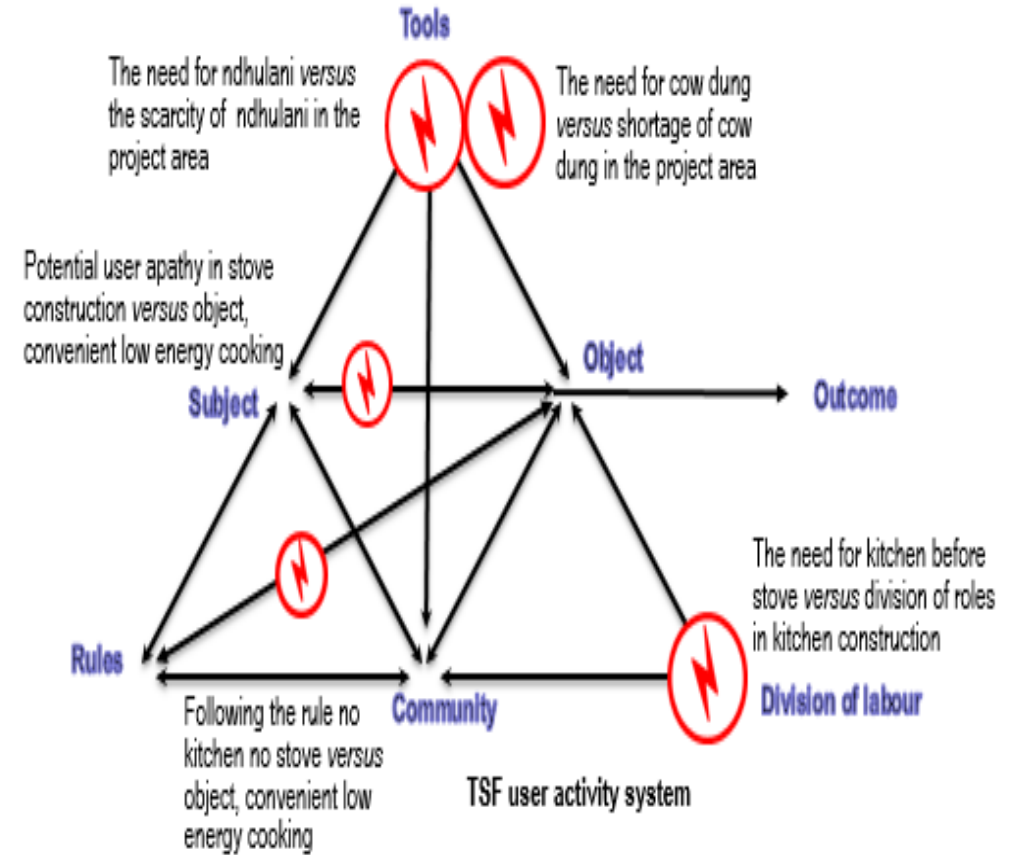 Tools
The need for ndhulani versus
the scarcity of ndhulani in the
project area
The need for cow dung
versus shortage of cow
dung in the project area
Potential user apathy in stove
construction versus object,
convenient low energy cooking
Object
Subject
Outcome
The need for kitchen before
stove versus division of roles
in kitchen construction
Rules
Community
Division of labour
Following the rule no
kitchen no stove versus
object, convenient low
energy cooking
TSF user activity system